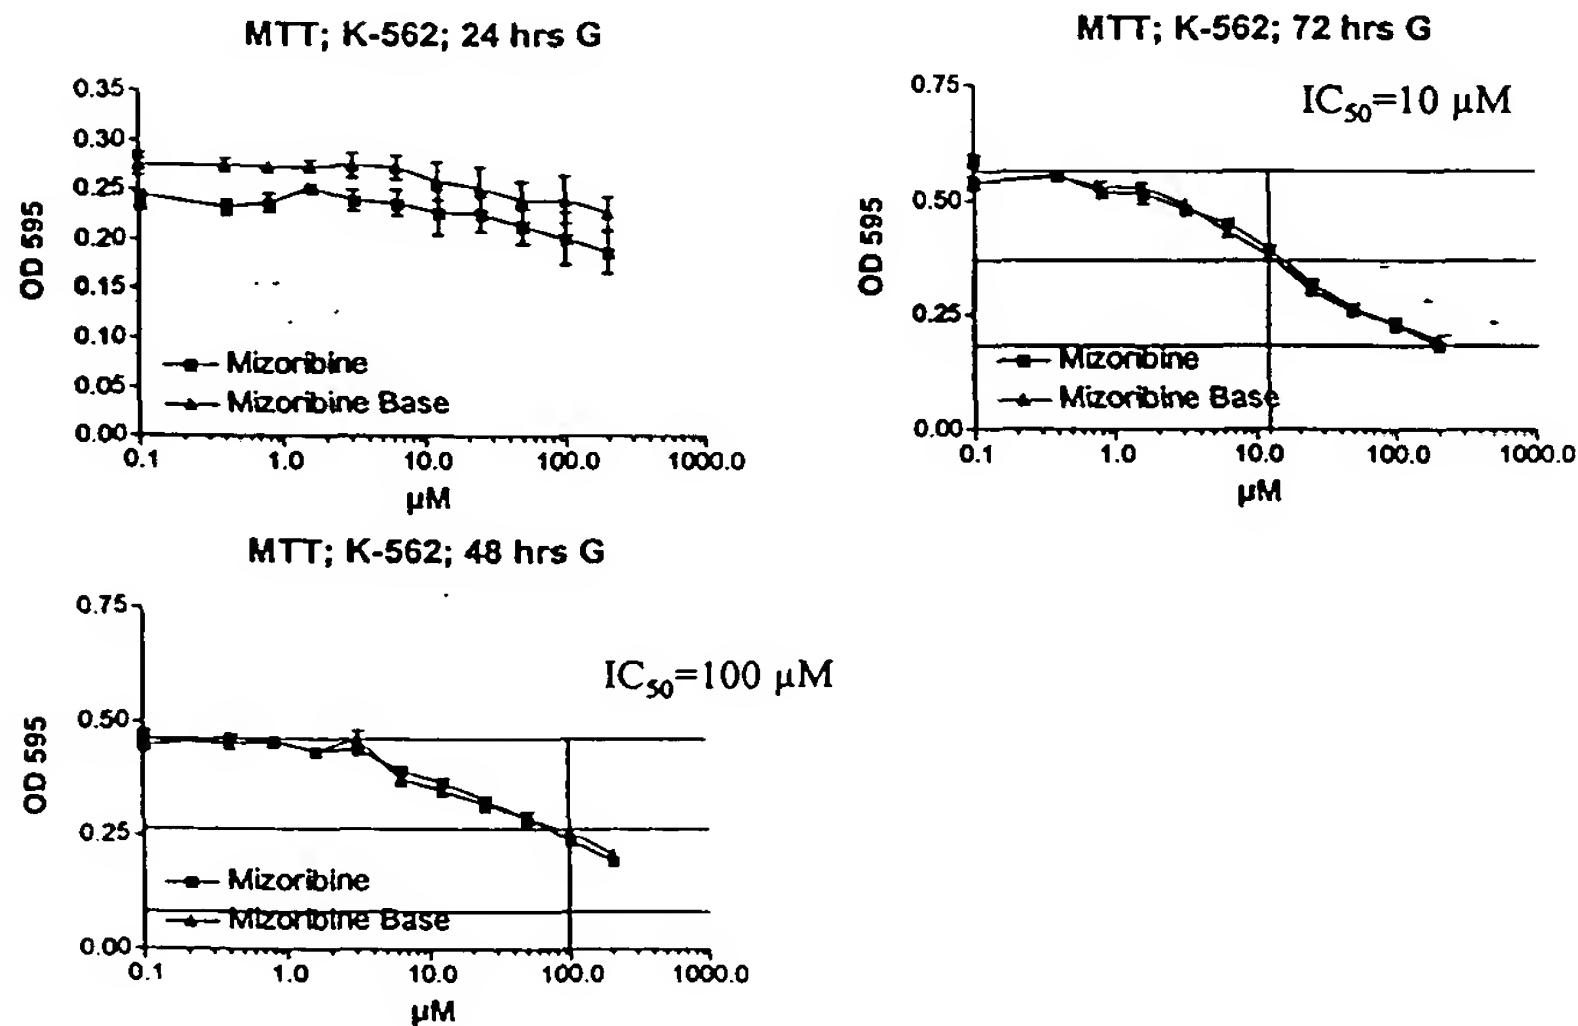 MTT; K-562; 24 hrs G
0.35
0.30
0.25
0.20
0.15
0.10
0.05
0.00
OD 595
Mizoribine
Mizoribine Base
0.1 1.0 10.0 100.0 1000.0
µM
MTT; K-562; 72 hrs G
IC50=10 µM
0.75
0.50
0.25
0.00
OD 595
Mizoribine
Mizoribine Base
0.1 1.0 10.0 100.0 1000.0
µM
MTT; K-562; 48 hrs G
IC50=100 µM
0.75
0.50
0.25
0.00
OD 595
Mizoribine
Mizoribine Base
0.1 1.0 10.0 100.0 1000.0
µM